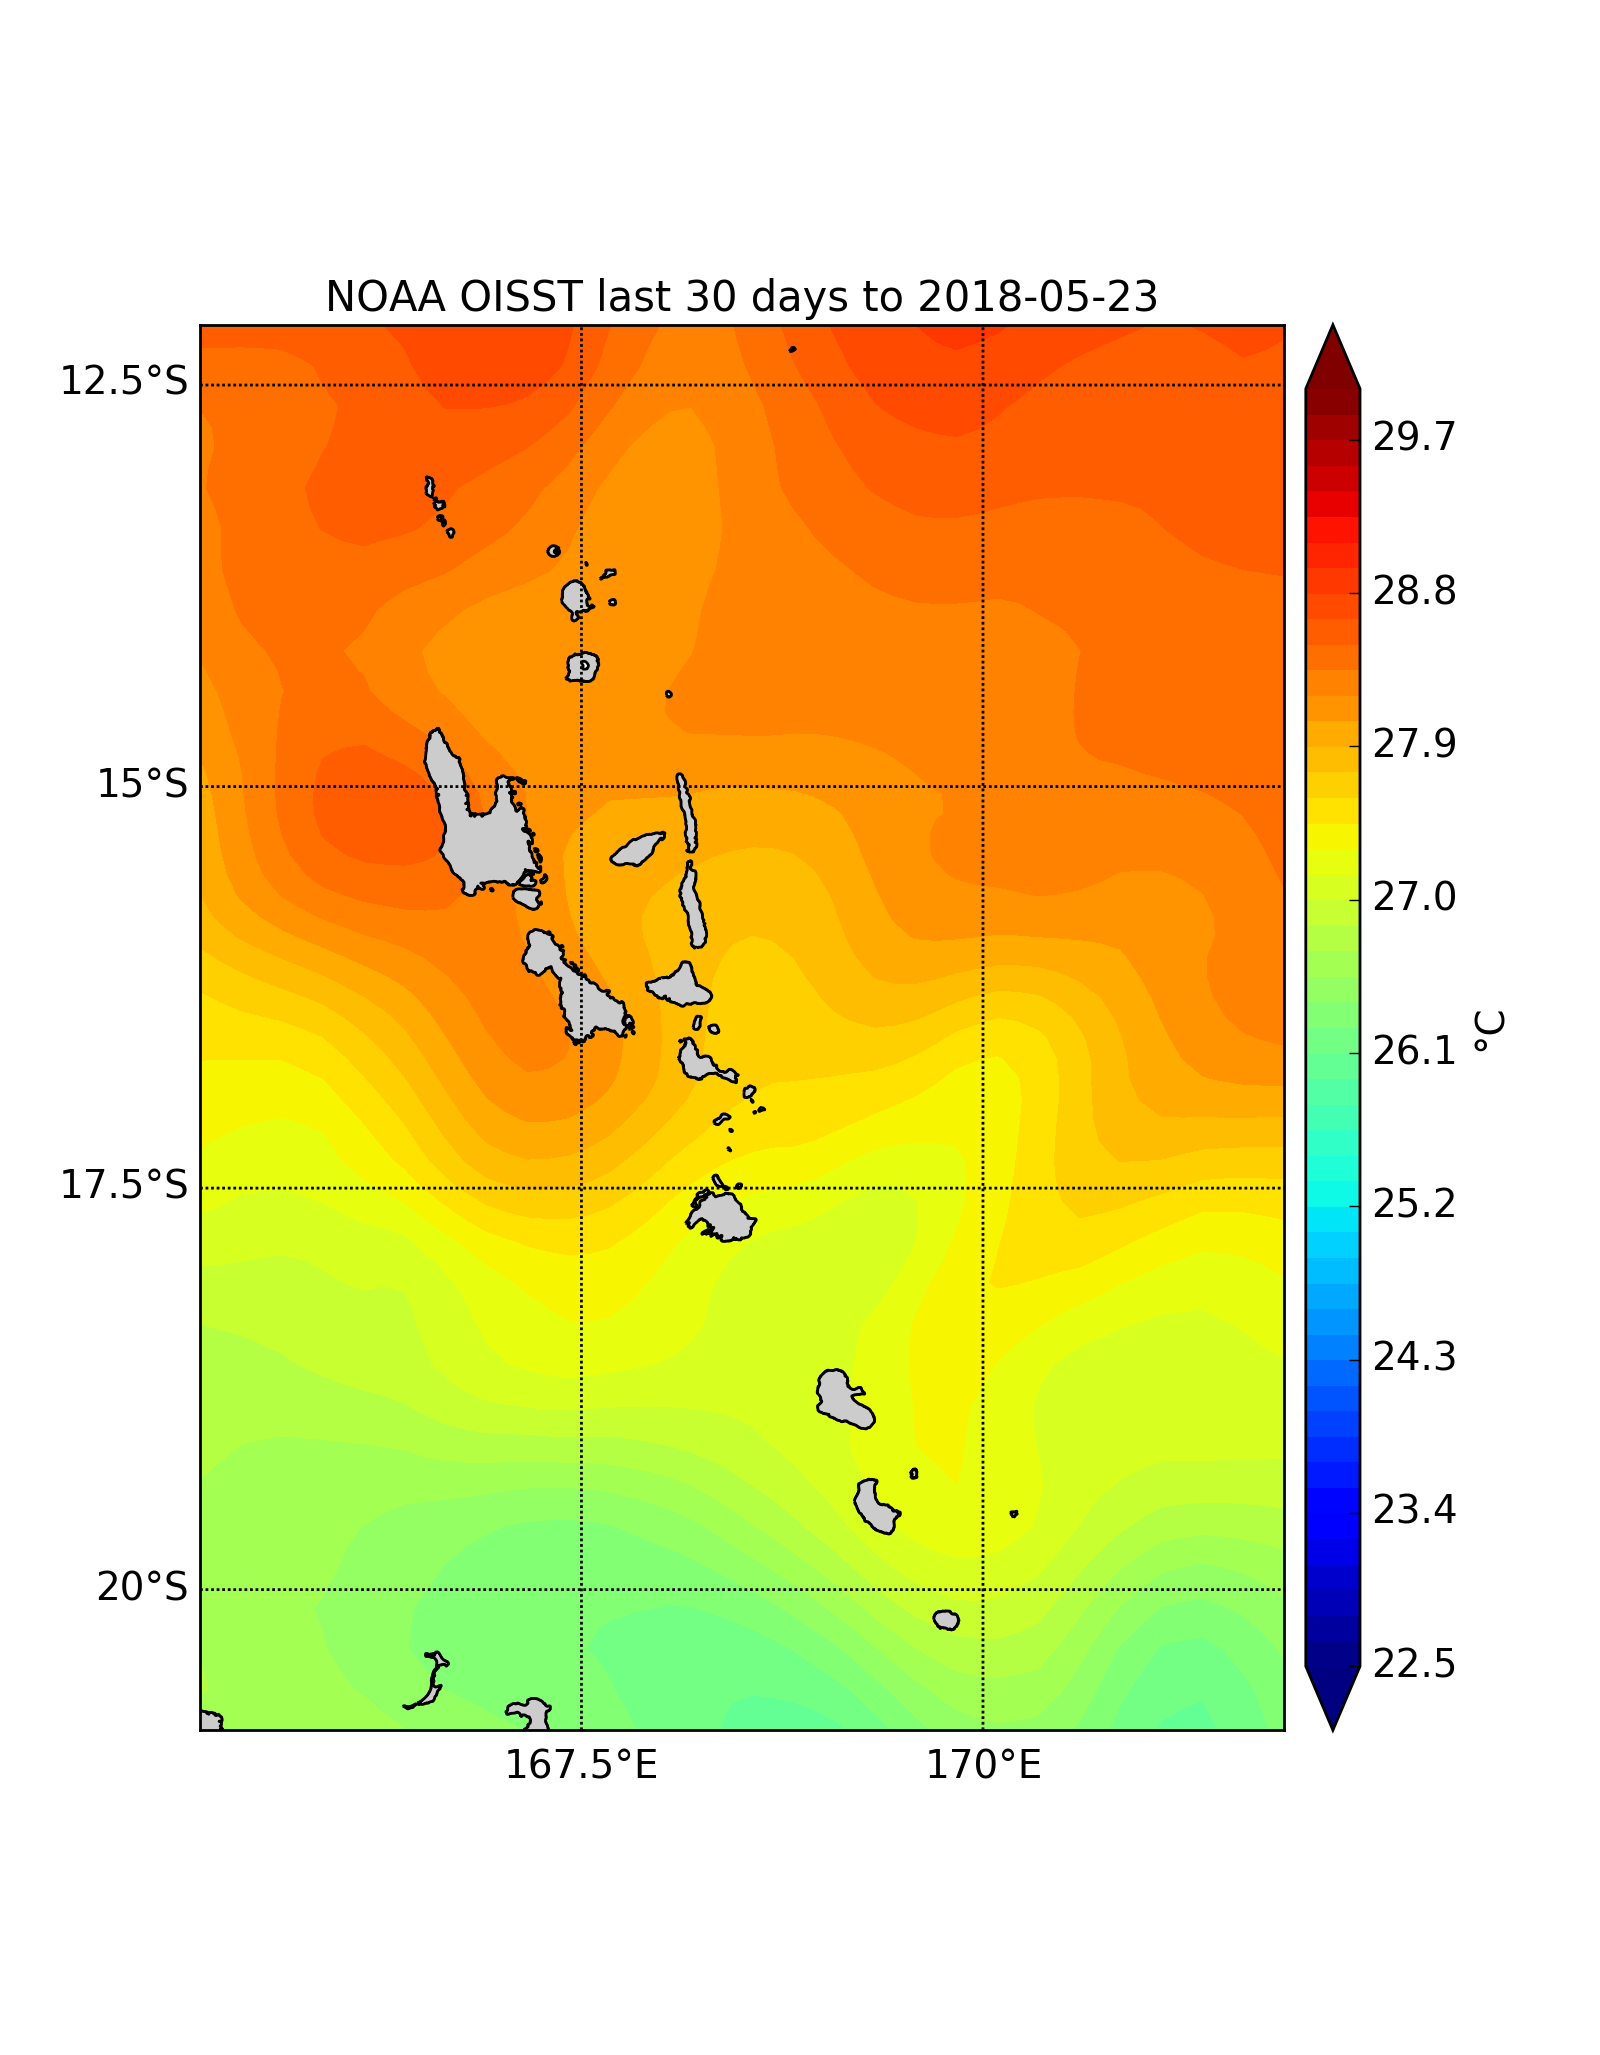 NOAA OISST last 30 days to 2018-05-23
12.5°S
15°S
17.5°S
20°S
167.5°E
170°E
29.7
28.8
27.9
27.0
26.1
25.2
24.3
23.4
22.5
°C